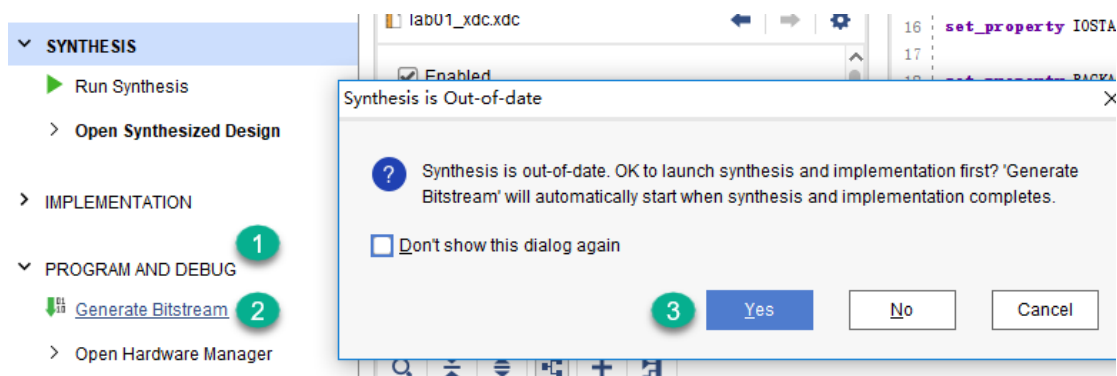 lab01_xdc.xdc
16 set_property IOSTA
17
SYNTHESIS
Enabled
Run Synthesis
Synthesis is Out-of-date
Open Synthesized Design
Synthesis is out-of-date. OK to launch synthesis and implementation first? 'Generate
Bitstream' will automatically start when synthesis and implementation completes.
IMPLEMENTATION
1
Don't show this dialog again
PROGRAM AND DEBUG
Generate Bitstream 2
3 Yes No Cancel
Open Hardware Manager